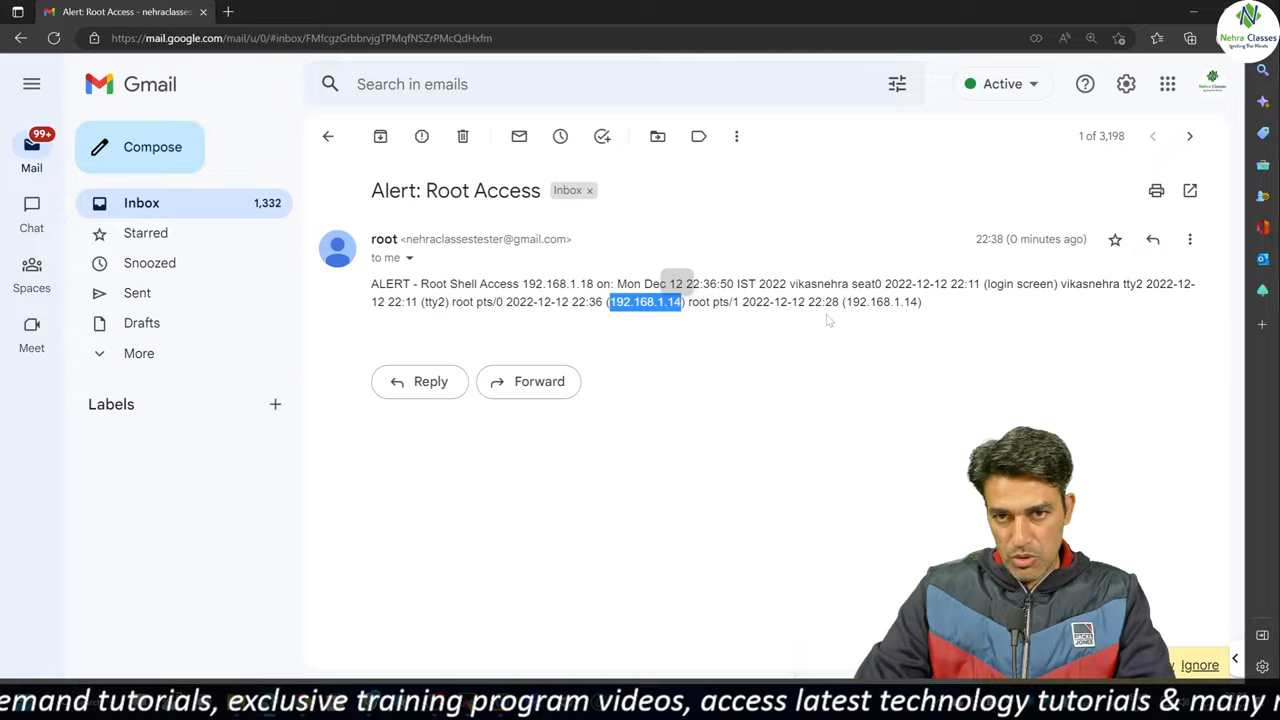 Alert: Root Access - nehraclasses
https://mail.google.com/mail/u/0/#inbox/FMfcgzGrbbrvjgTPMqfNSZrPMcQdHxfm
Nehra Classes
Igniting The Minds
Gmail
Search in emails
Active
99+
Mail
Compose
1 of 3,198
Alert: Root Access
Inbox x
Inbox 1,332
Chat
Starred
root <nehraclassestester@gmail.com>
22:38 (0 minutes ago)
to me
Snoozed
Spaces
Sent
ALERT - Root Shell Access 192.168.1.18 on: Mon Dec 12 22:36:50 IST 2022 vikasnehra seat0 2022-12-12 22:11 (login screen) vikasnehra tty2 2022-12-
12 22:11 (tty2) root pts/0 2022-12-12 22:36 (192.168.1.14) root pts/1 2022-12-12 22:28 (192.168.1.14)
Drafts
Meet
More
Reply
Forward
Labels
JACK & JONES
Ignore
emand tutorials, exclusive training program videos, access latest technology tutorials & many